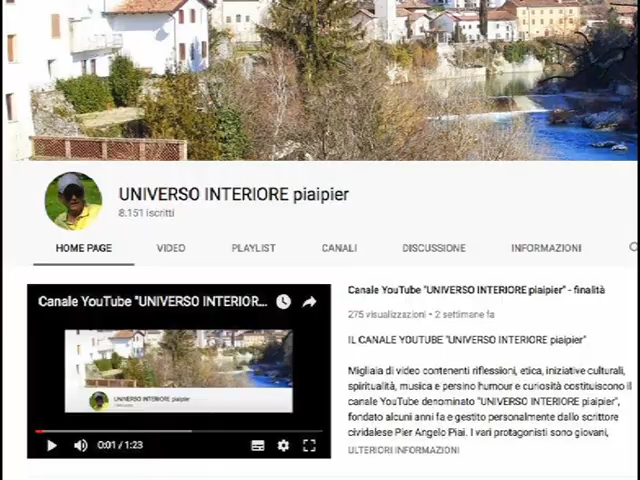 UNIVERSO INTERIORE piaipier
8.151 iscritti
HOME PAGE VIDEO PLAYLIST CANALI DISCUSSIONE INFORMAZIONI
Canale YouTube "UNIVERSO INTERIOR...
UNIVERSO INTERIORE piaipier
0:01 / 1:23
Canale YouTube "UNIVERSO INTERIORE piaipier" - finalità
275 visualizzazioni • 2 settimane fa
IL CANALE YOUTUBE "UNIVERSO INTERIORE piaipier"
Migliaia di video contenenti riflessioni, etica, iniziative culturali,
spiritualità, musica e persino humour e curiosità costituiscono il
canale YouTube denominato "UNIVERSO INTERIORE piaipier",
fondato alcuni anni fa e gestito personalmente dallo scrittore
cividalese Pier Angelo Piai. I vari protagonisti sono giovani,
ULTERIORI INFORMAZIONI